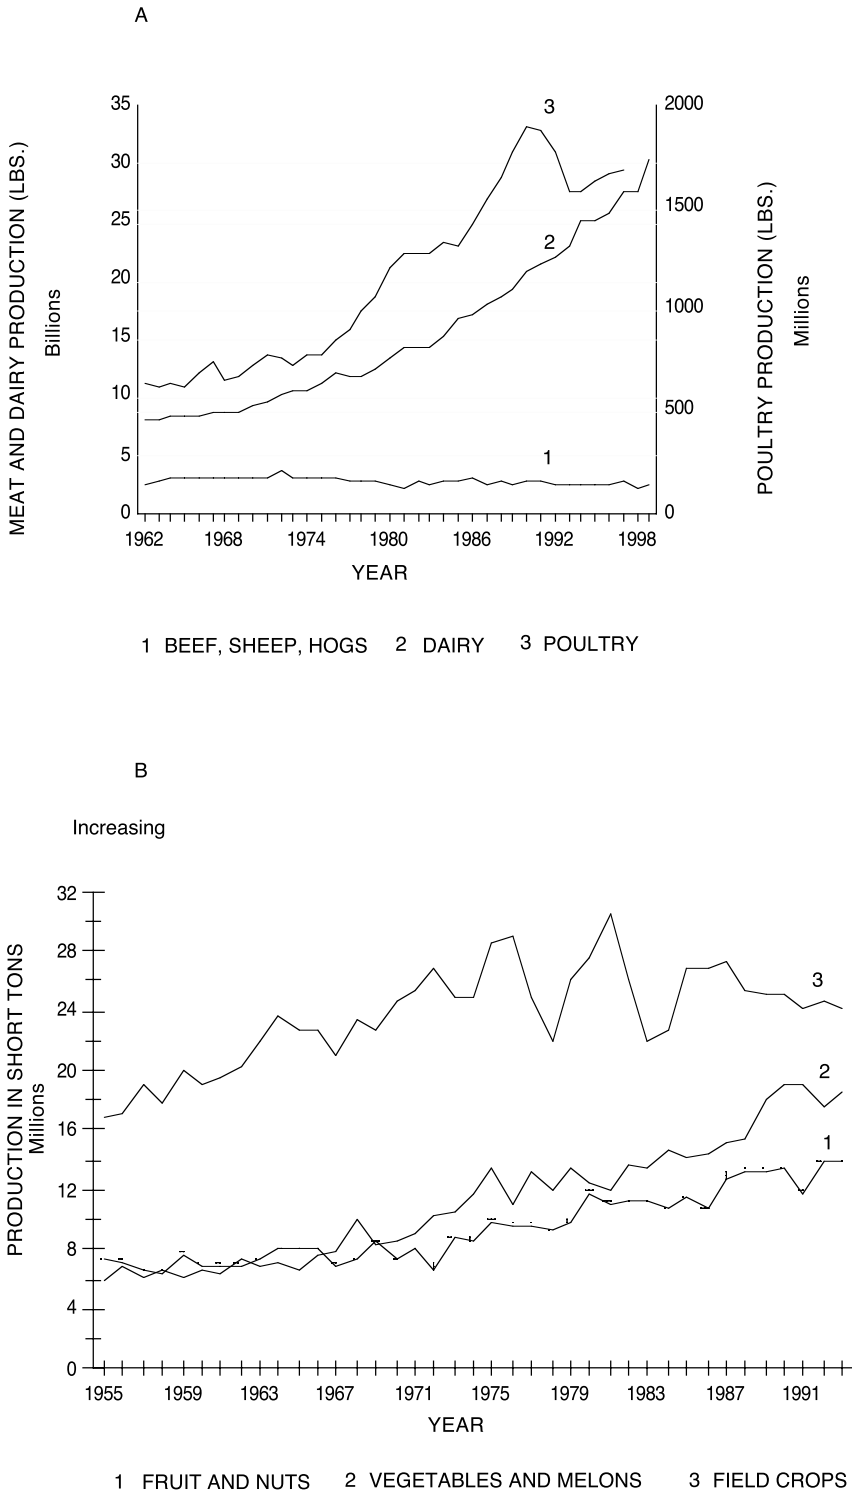 A
MEAT AND DAIRY PRODUCTION (LBS.)
Billions
35
30
25
20
15
10
5
0
2000
1500
1000
500
0
POULTRY PRODUCTION (LBS.)
Millions
3
2
1
1962 1968 1974 1980 1986 1992 1998
YEAR
1 BEEF, SHEEP, HOGS 2 DAIRY 3 POULTRY
B
Increasing
PRODUCTION IN SHORT TONS
Millions
32
28
24
20
16
12
8
4
0
3
2
1
1955 1959 1963 1967 1971 1975 1979 1983 1987 1991
YEAR
1 FRUIT AND NUTS 2 VEGETABLES AND MELONS 3 FIELD CROPS